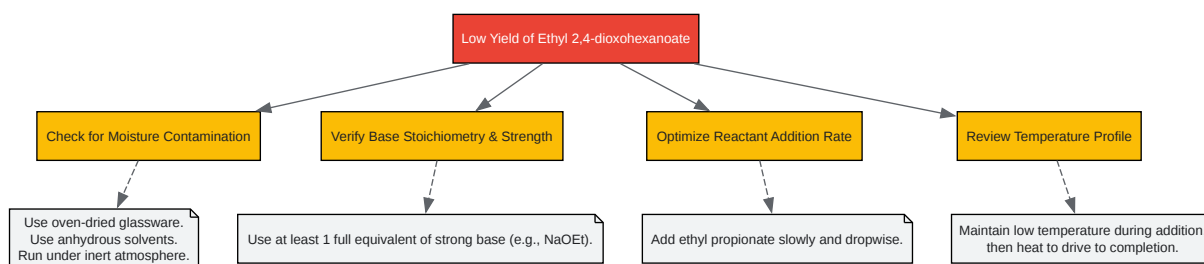 Low Yield of Ethyl 2,4-dioxohexanoate
Check for Moisture Contamination
Verify Base Stoichiometry & Strength
Optimize Reactant Addition Rate
Review Temperature Profile
Use oven-dried glassware.
Use anhydrous solvents.
Run under inert atmosphere.
Use at least 1 full equivalent of strong base (e.g., NaOEt).
Add ethyl propionate slowly and dropwise.
Maintain low temperature during addition,
then heat to drive to completion.